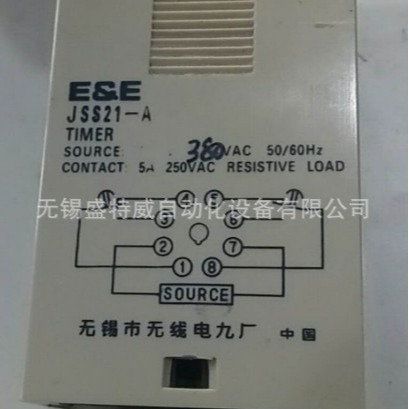 E&E
JSS21-A
TIMER
SOURCE 380VAC 50/60Hz
CONTACT: 5A 250VAC RESISTIVE LOAD
4 5
3 6
2 7
1 8
无锡盛特威自动化设备有限公司
SOURCE
无锡市无线电九厂 中国